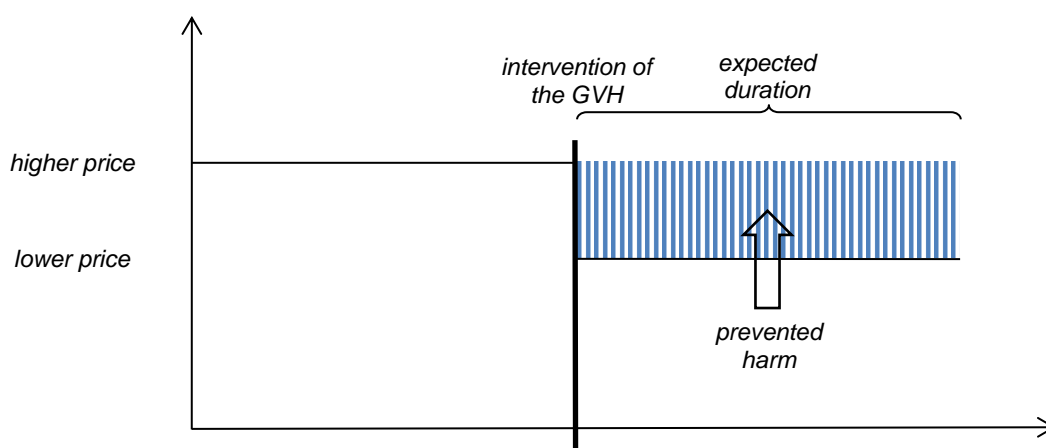 intervention of
the GVH
expected
duration
higher price
lower price
prevented
harm